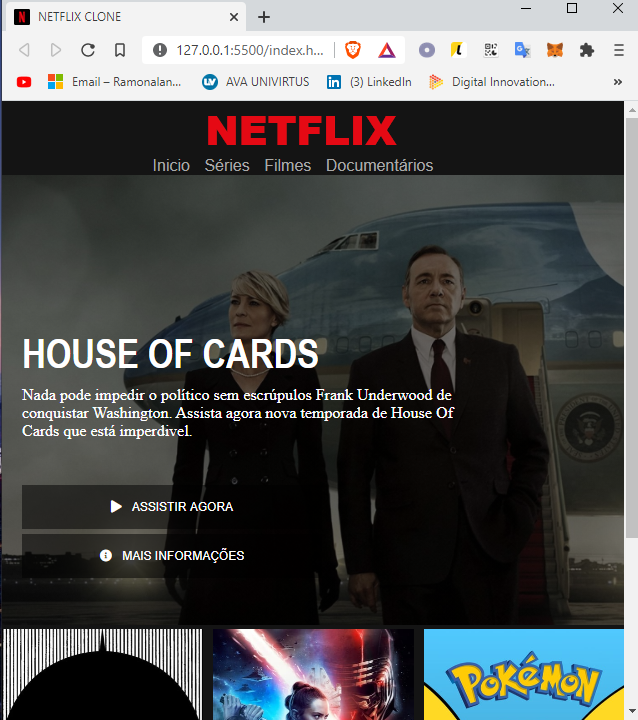 NETFLIX CLONE
127.0.0.1:5500/index.h...
Email – Ramonalan...
AVA UNIVIRTUS
(3) LinkedIn
Digital Innovation...
»
NETFLIX
Inicio Séries Filmes Documentários
HOUSE OF CARDS
Nada pode impedir o político sem escrúpulos Frank Underwood de
conquistar Washington. Assista agora nova temporada de House Of
Cards que está imperdivel.
ASSISTIR AGORA
MAIS INFORMAÇÕES
POKÉMON